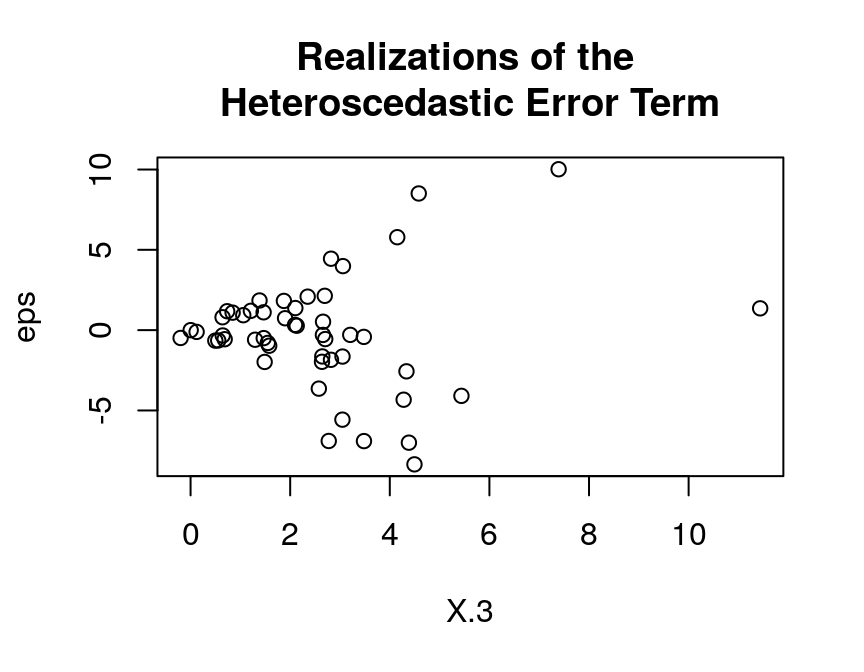 Realizations of the
Heteroscedastic Error Term
10
5
0
-5
eps
0 2 4 6 8 10
X.3